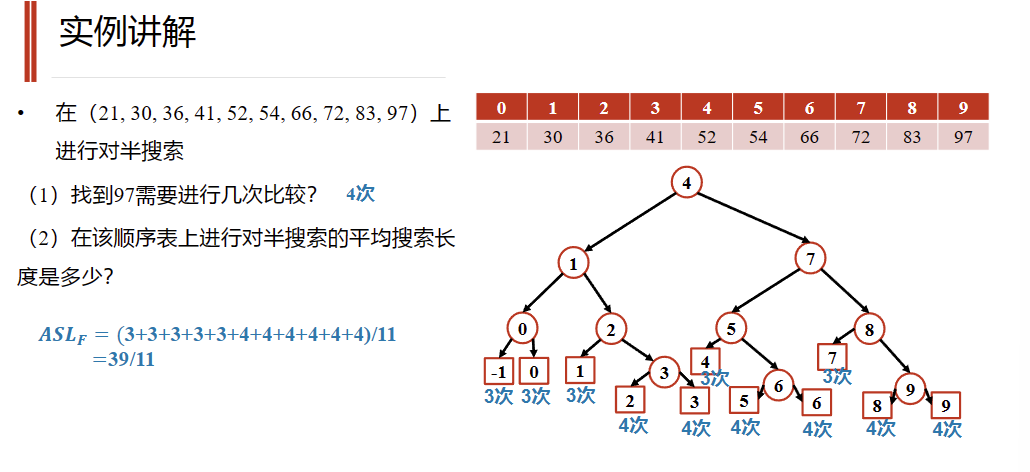 实例讲解
• 在（21, 30, 36, 41, 52, 54, 66, 72, 83, 97）上
进行对半搜索
（1）找到97需要进行几次比较？ 4次
（2）在该顺序表上进行对半搜索的平均搜索长
度是多少？
ASL_F = (3+3+3+3+3+4+4+4+4+4+4)/11
=39/11
0 1 2 3 4 5 6 7 8 9
21 30 36 41 52 54 66 72 83 97
4
1 7
0 2 5 8
-1 0 1 3 4 6 7 9
3次 3次 3次 3次 3次
2 3 5 6 8 9
4次 4次 4次 4次 4次 4次